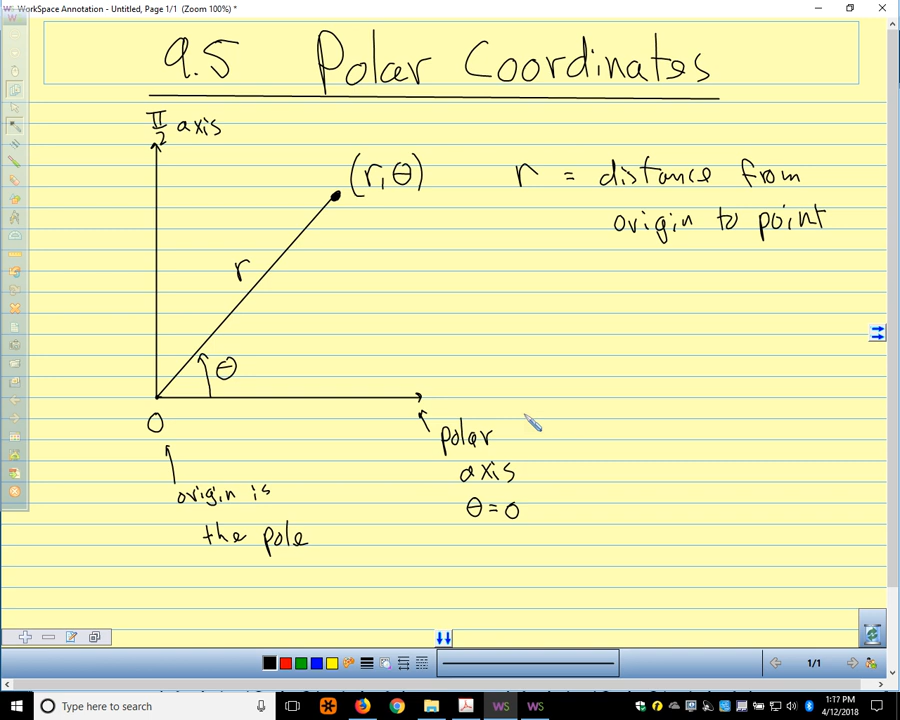 WorkSpace Annotation - Untitled, Page 1/1 (Zoom 100%) *
9.5 Polar Coordinates
π/2 axis
(r,θ)
r = distance from
origin to point
r
θ
O
polar
axis
θ=0
origin is
the pole
1/1
Type here to search
WS
WS
1:17 PM
4/12/2018